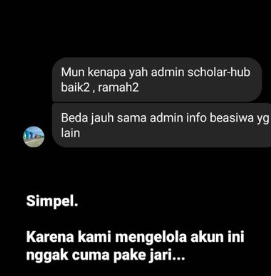 Mun kenapa yah admin scholar-hub
baik2 , ramah2
Beda jauh sama admin info beasiwa yg
lain
Simpel.
Karena kami mengelola akun ini
nggak cuma pake jari...